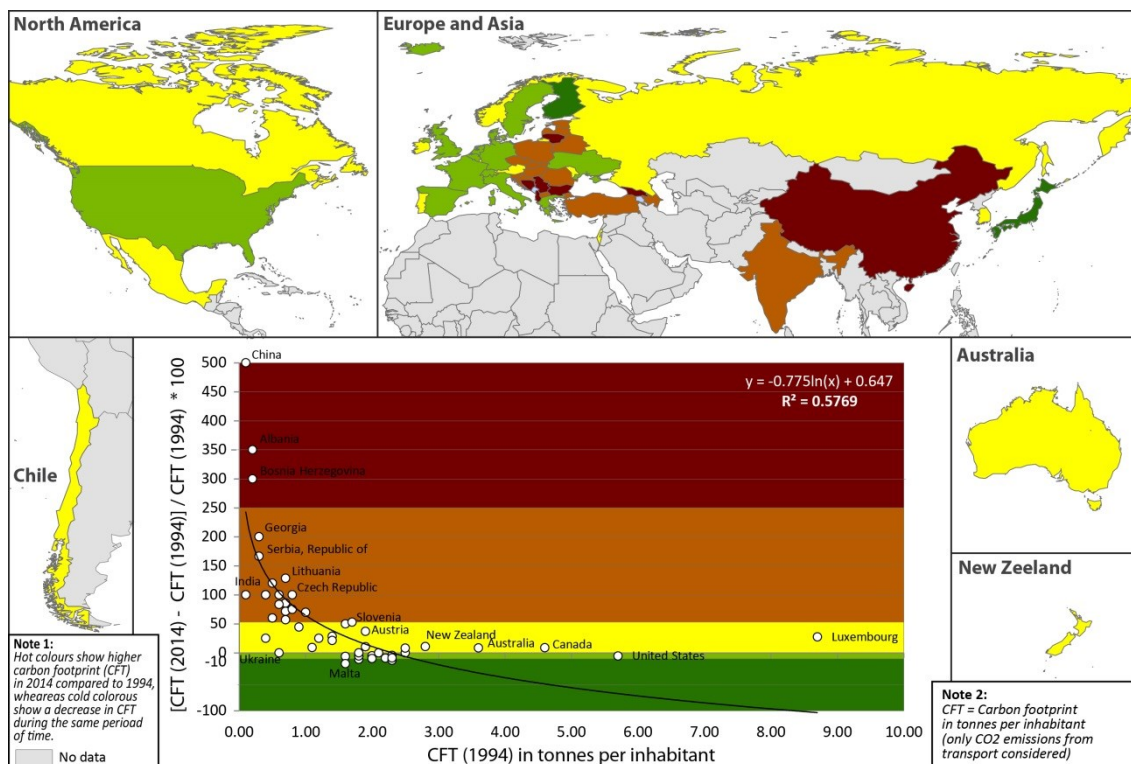 North America
Europe and Asia
Chile
Australia
New Zeeland
[CFT (2014) - CFT (1994)] / CFT (1994) * 100
500
450
400
350
300
250
200
150
100
50
0
-10
-100
China
Albania
Bosnia Herzegovina
Georgia
Serbia, Republic of
Lithuania
India
Czech Republic
Slovenia
Austria
New Zealand
Australia
Canada
Luxembourg
Ukraine
United States
Malta
y = -0.775ln(x) + 0.647
R² = 0.5769
0.00 1.00 2.00 3.00 4.00 5.00 6.00 7.00 8.00 9.00 10.00
CFT (1994) in tonnes per inhabitant
Note 1:
Hot colours show higher
carbon footprint (CFT)
in 2014 compared to 1994,
wheareas cold colorous
show a decrease in CFT
during the same perioad
of time.
No data
Note 2:
CFT = Carbon footprint
in tonnes per inhabitant
(only CO2 emissions from
transport considered)